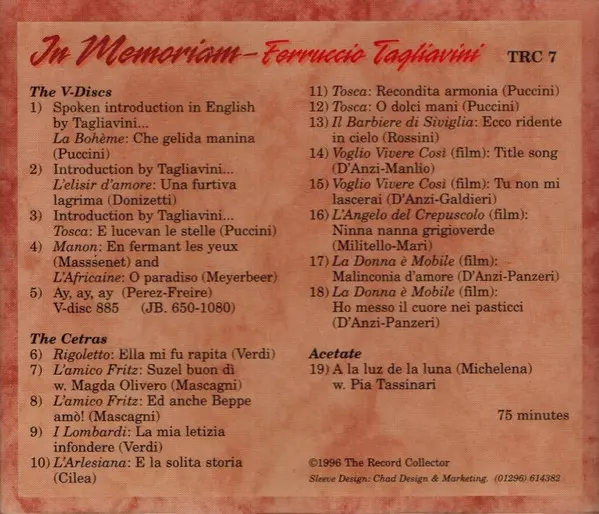 In Memoriam – Ferruccio Tagliavini TRC 7
The V-Discs
1) Spoken introduction in English
by Tagliavini...
La Bohème: Che gelida manina
(Puccini)
2) Introduction by Tagliavini...
L'elisir d'amore: Una furtiva
lagrima (Donizetti)
3) Introduction by Tagliavini...
Tosca: E lucevan le stelle (Puccini)
4) Manon: En fermant les yeux
(Masssenet) and
L'Africaine: O paradiso (Meyerbeer)
5) Ay, ay, ay (Perez-Freire)
V-disc 885 (JB. 650-1080)
The Cetras
6) Rigoletto: Ella mi fu rapita (Verdi)
7) L'amico Fritz: Suzel buon dì
w. Magda Olivero (Mascagni)
8) L'amico Fritz: Ed anche Beppe
amò! (Mascagni)
9) I Lombardi: La mia letizia
infondere (Verdi)
10) L'Arlesiana: E la solita storia
(Cilea)
11) Tosca: Recondita armonia (Puccini)
12) Tosca: O dolci mani (Puccini)
13) Il Barbiere di Siviglia: Ecco ridente
in cielo (Rossini)
14) Voglio Vivere Così (film): Title song
(D'Anzi-Manlio)
15) Voglio Vivere Così (film): Tu non mi
lascerai (D'Anzi-Galdieri)
16) L'Angelo del Crepuscolo (film):
Ninna nanna grigioverde
(Militello-Mari)
17) La Donna è Mobile (film):
Malinconia d'amore (D'Anzi-Panzeri)
18) La Donna è Mobile (film):
Ho messo il cuore nei pasticci
(D'Anzi-Panzeri)
Acetate
19) A la luz de la luna (Michelena)
w. Pia Tassinari
75 minutes
©1996 The Record Collector
Sleeve Design: Chad Design & Marketing. (01296) 614382